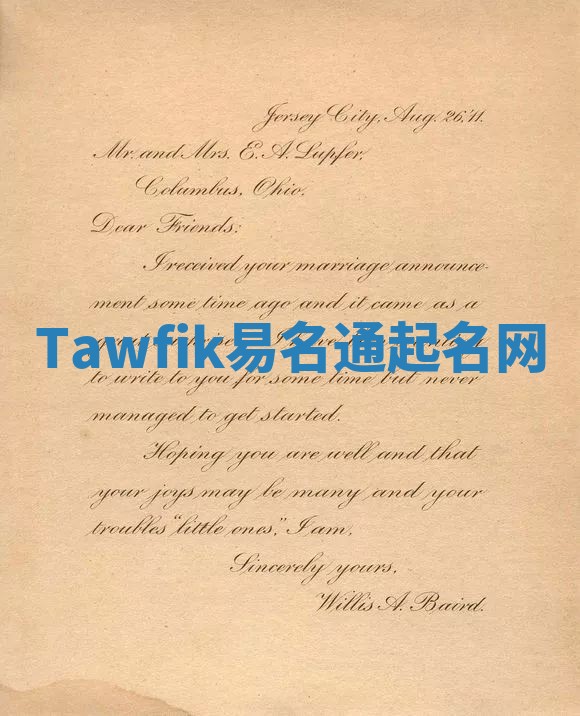 Jersey City, Aug. 26,'11.
Mr. and Mrs. E. A. Lupfer,
Columbus, Ohio.
Dear Friends:
I received your marriage announce-
ment some time ago and it came as a
Tawfik易名通起名网
to write to you for some time but never
managed to get started.
Hoping you are well and that
your joys may be many and your
troubles "little ones," I am,
Sincerely yours,
Willis A. Baird.